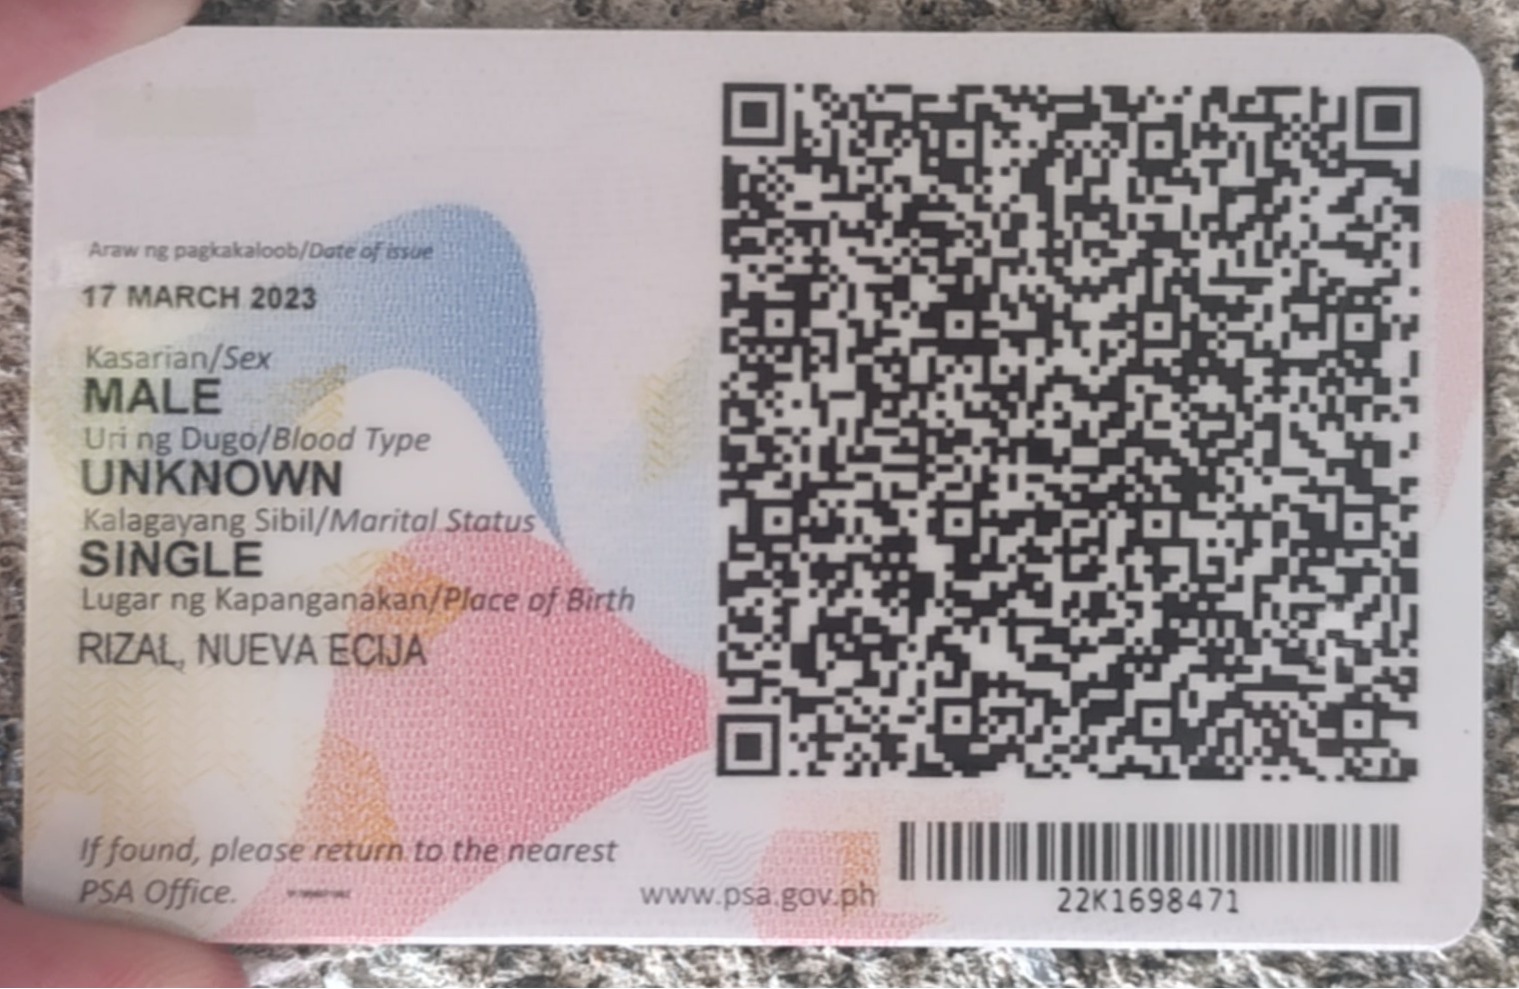 Araw ng pagkakaloob/Date of issue
17 MARCH 2023
Kasarian/Sex
MALE
Uri ng Dugo/Blood Type
UNKNOWN
Kalagayang Sibil/Marital Status
SINGLE
Lugar ng Kapanganakan/Place of Birth
RIZAL, NUEVA ECIJA
If found, please return to the nearest
PSA Office.
www.psa.gov.ph
22K1698471